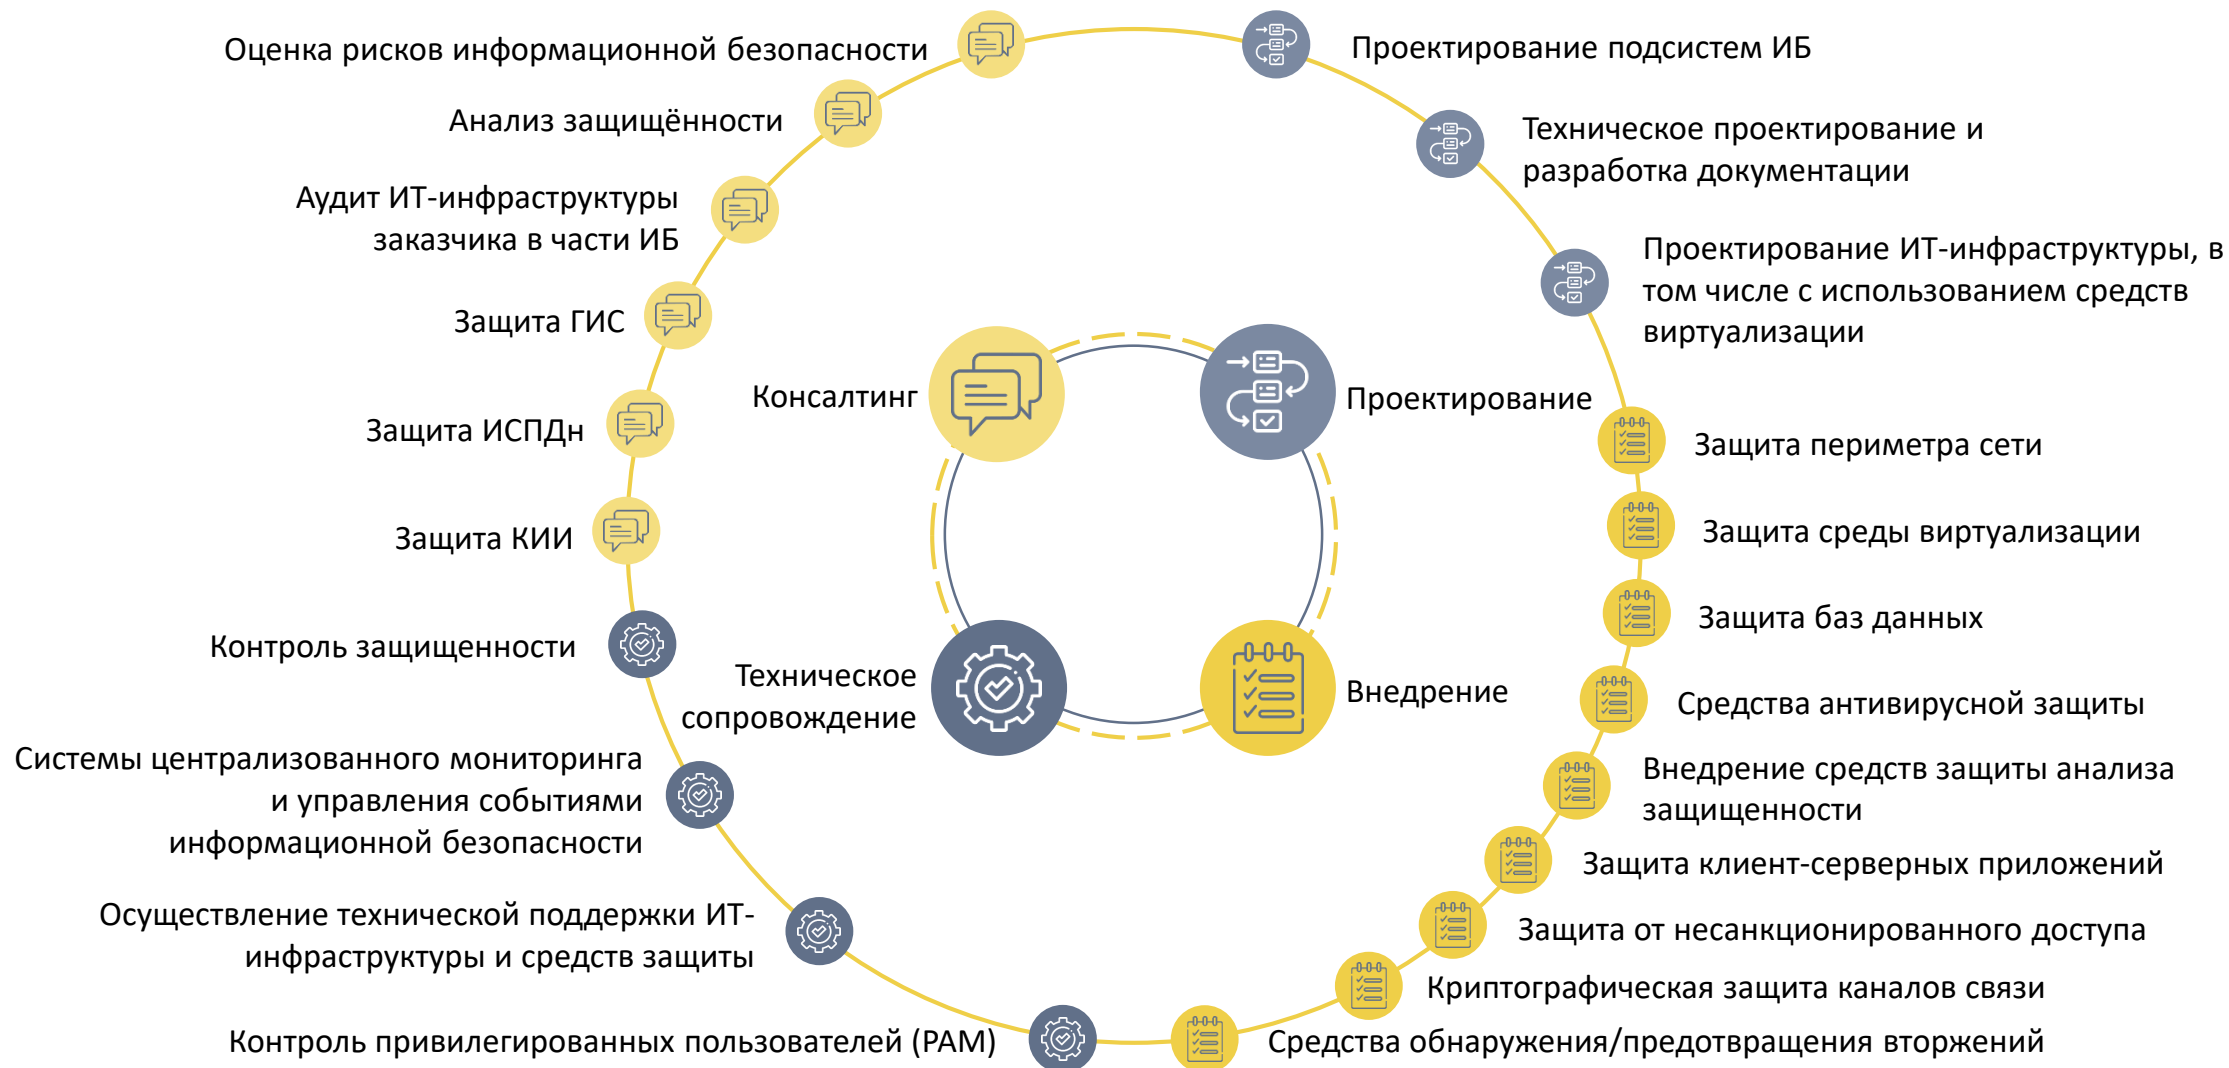 Оценка рисков информационной безопасности
Анализ защищённости
Аудит ИТ-инфраструктуры
заказчика в части ИБ
Защита ГИС
Защита ИСПДн
Защита КИИ
Контроль защищенности
Системы централизованного мониторинга
и управления событиями
информационной безопасности
Осуществление технической поддержки ИТ-
инфраструктуры и средств защиты
Контроль привилегированных пользователей (PAM)
Консалтинг
Проектирование
Техническое
сопровождение
Внедрение
Проектирование подсистем ИБ
Техническое проектирование и
разработка документации
Проектирование ИТ-инфраструктуры, в
том числе с использованием средств
виртуализации
Защита периметра сети
Защита среды виртуализации
Защита баз данных
Средства антивирусной защиты
Внедрение средств защиты анализа
защищенности
Защита клиент-серверных приложений
Защита от несанкционированного доступа
Криптографическая защита каналов связи
Средства обнаружения/предотвращения вторжений